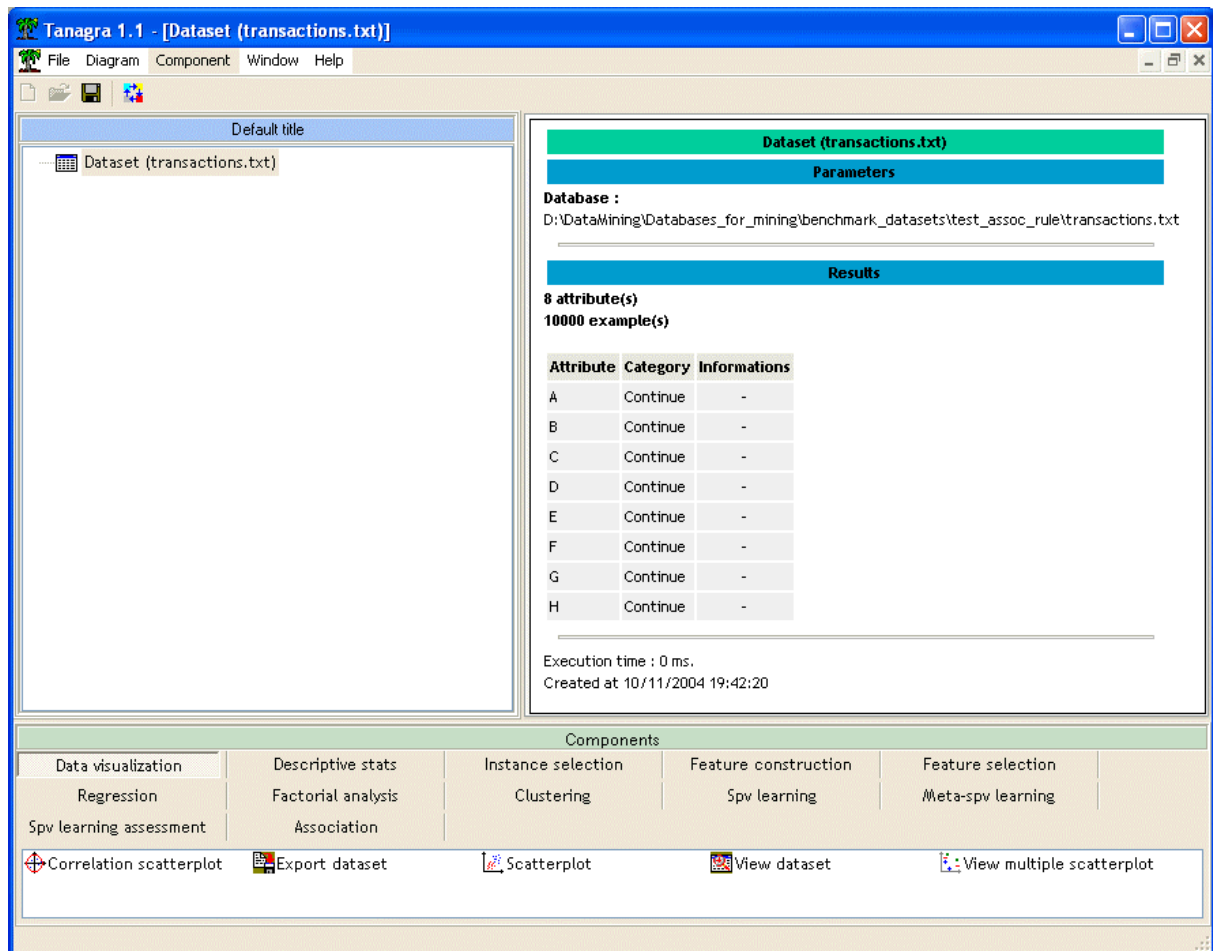 Tanagra 1.1 - [Dataset (transactions.txt)]
File Diagram Component Window Help
Default title
Dataset (transactions.txt)
Dataset (transactions.txt)
Parameters
Database :
D:\DataMining\Databases_for_mining\benchmark_datasets\test_assoc_rule\transactions.txt
Results
8 attribute(s)
10000 example(s)
Attribute Category Informations
A Continue -
B Continue -
C Continue -
D Continue -
E Continue -
F Continue -
G Continue -
H Continue -
Execution time : 0 ms.
Created at 10/11/2004 19:42:20
Components
Data visualization Descriptive stats Instance selection Feature construction Feature selection
Regression Factorial analysis Clustering Spv learning Meta-spv learning
Spv learning assessment Association
Correlation scatterplot Export dataset Scatterplot View dataset View multiple scatterplot